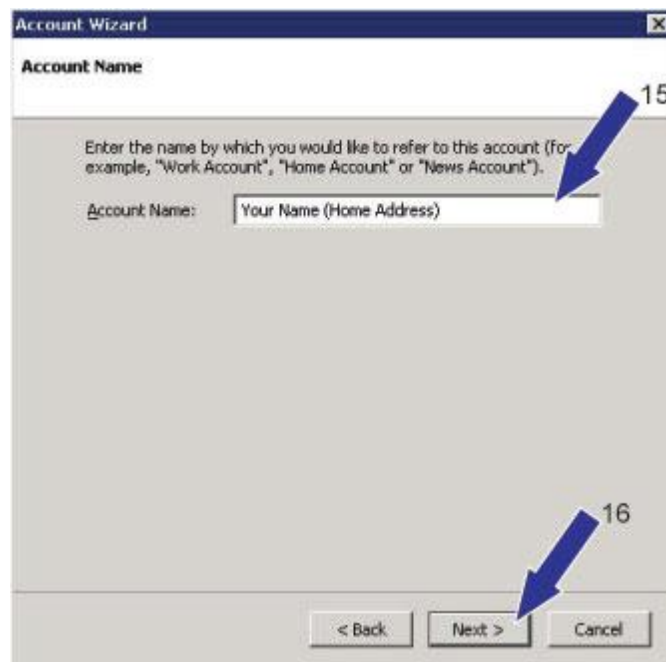 Account Wizard
Account Name
15
Enter the name by which you would like to refer to this account (for
example, "Work Account", "Home Account" or "News Account").
Account Name: Your Name (Home Address)
16
< Back Next > Cancel